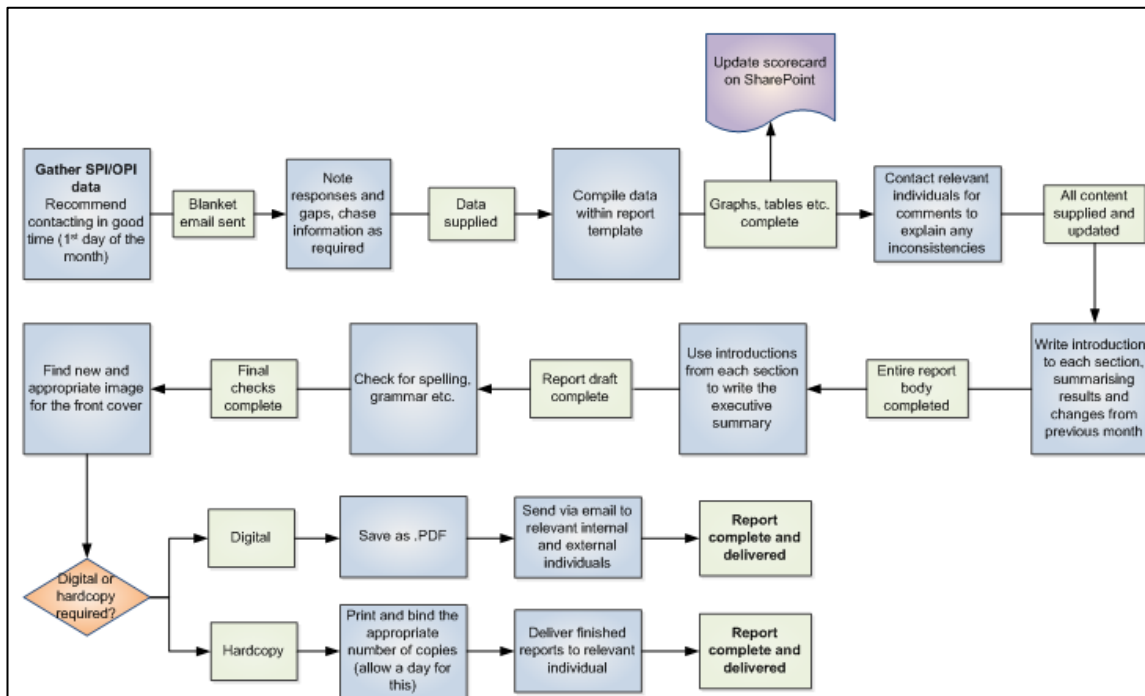 Update scorecard
on SharePoint
Gather SPI/OPI
data
Recommend
contacting in good
time (1st day of the
month)
Blanket
email sent
Note
responses and
gaps, chase
information as
required
Data
supplied
Compile data
within report
template
Graphs, tables etc.
complete
Contact relevant
individuals for
comments to
explain any
inconsistencies
All content
supplied and
updated
Write introduction
to each section,
summarising
results and
changes from
previous month
Entire report
body
completed
Use introductions
from each section
to write the
executive
summary
Report draft
complete
Check for spelling,
grammar etc.
Final
checks
complete
Find new and
appropriate image
for the front cover
Digital or
hardcopy
required?
Digital
Save as .PDF
Send via email to
relevant internal
and external
individuals
Report
complete and
delivered
Hardcopy
Print and bind the
appropriate
number of copies
(allow a day for
this)
Deliver finished
reports to relevant
individual
Report
complete and
delivered